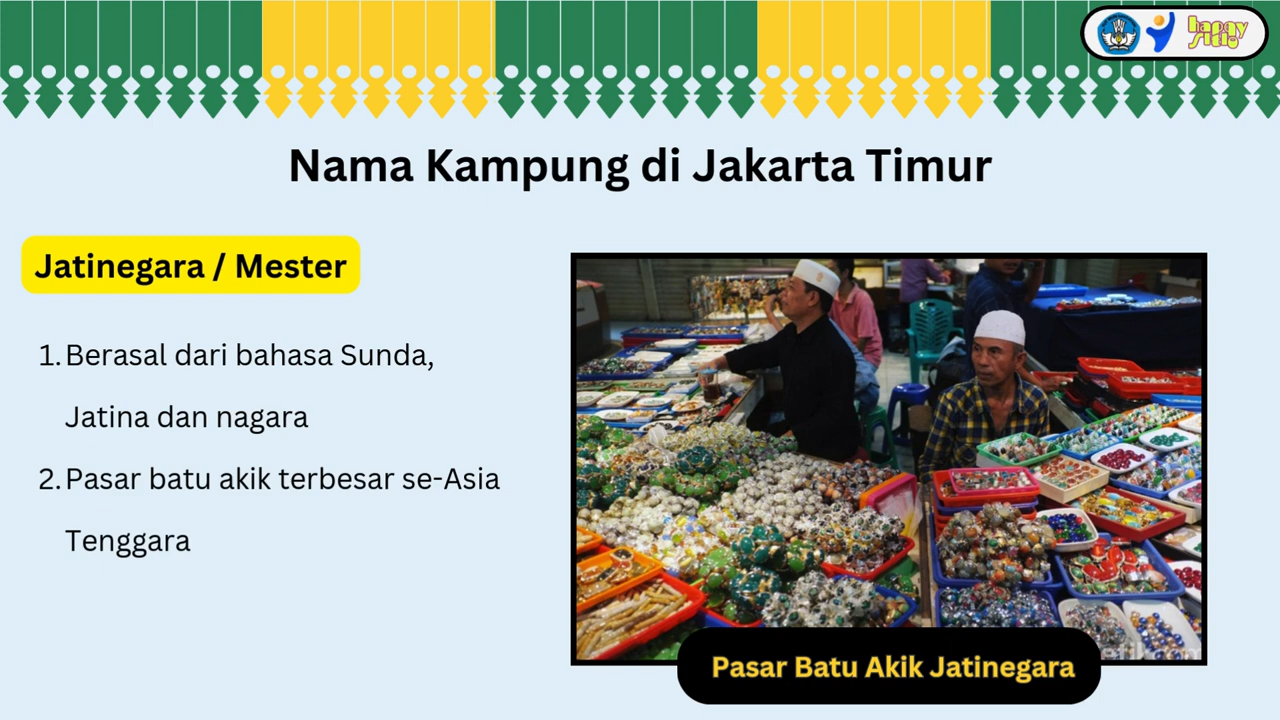 Nama Kampung di Jakarta Timur
Jatinegara / Mester
1. Berasal dari bahasa Sunda,
Jatina dan nagara
2. Pasar batu akik terbesar se-Asia
Tenggara
Pasar Batu Akik Jatinegara